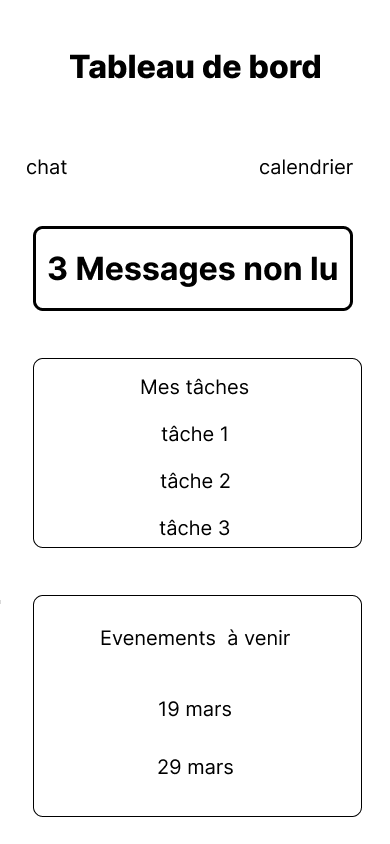 Tableau de bord
chat
calendrier
3 Messages non lu
Mes tâches
tâche 1
tâche 2
tâche 3
Evenements  à venir
19 mars
29 mars